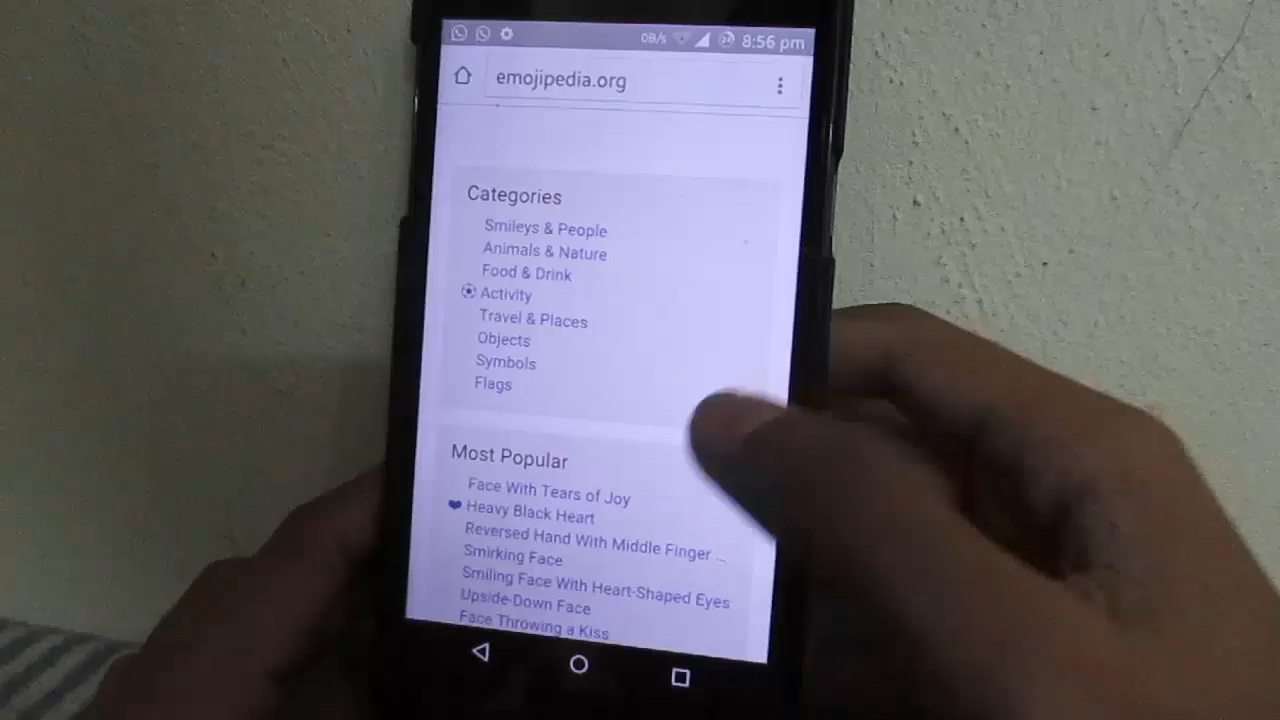 0B/s 24 8:56 pm
emojipedia.org
Categories
Smileys & People
Animals & Nature
Food & Drink
Activity
Travel & Places
Objects
Symbols
Flags
Most Popular
Face With Tears of Joy
Heavy Black Heart
Reversed Hand With Middle Finger ...
Smirking Face
Smiling Face With Heart-Shaped Eyes
Upside-Down Face
Face Throwing a Kiss